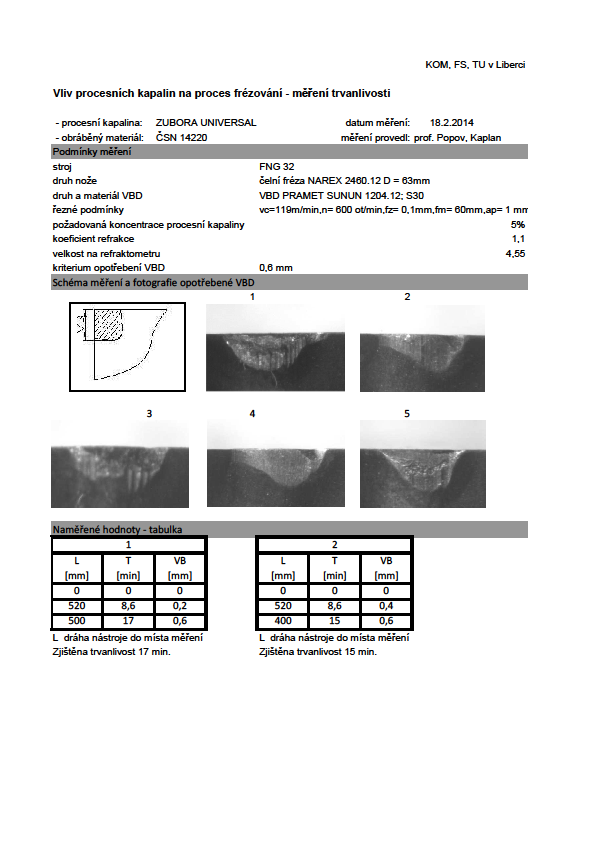 KOM, FS, TU v Liberci
Vliv procesních kapalin na proces frézování - měření trvanlivosti
- procesní kapalina: ZUBORA UNIVERSAL datum měření: 18.2.2014
- obráběný materiál: ČSN 14220 měření provedl: prof. Popov, Kaplan
Podmínky měření
stroj FNG 32
druh nože čelní fréza NAREX 2460.12 D = 63mm
druh a materiál VBD VBD PRAMET SUNUN 1204.12; S30
řezné podmínky vc=119m/min,n= 600 ot/min,fz= 0,1mm,fm= 60mm,ap= 1 mm
požadovaná koncentrace procesní kapaliny 5%
koeficient refrakce 1,1
velkost na refraktometru 4,55
kriterium opotřebení VBD 0,6 mm
Schéma měření a fotografie opotřebené VBD
1 2
3 4 5
Naměřené hodnoty - tabulka
1 2
L T VB L T VB
[mm] [min] [mm] [mm] [min] [mm]
0 0 0 0 0 0
520 8,6 0,2 520 8,6 0,4
500 17 0,6 400 15 0,6
L dráha nástroje do místa měření L dráha nástroje do místa měření
Zjištěna trvanlivost 17 min. Zjištěna trvanlivost 15 min.